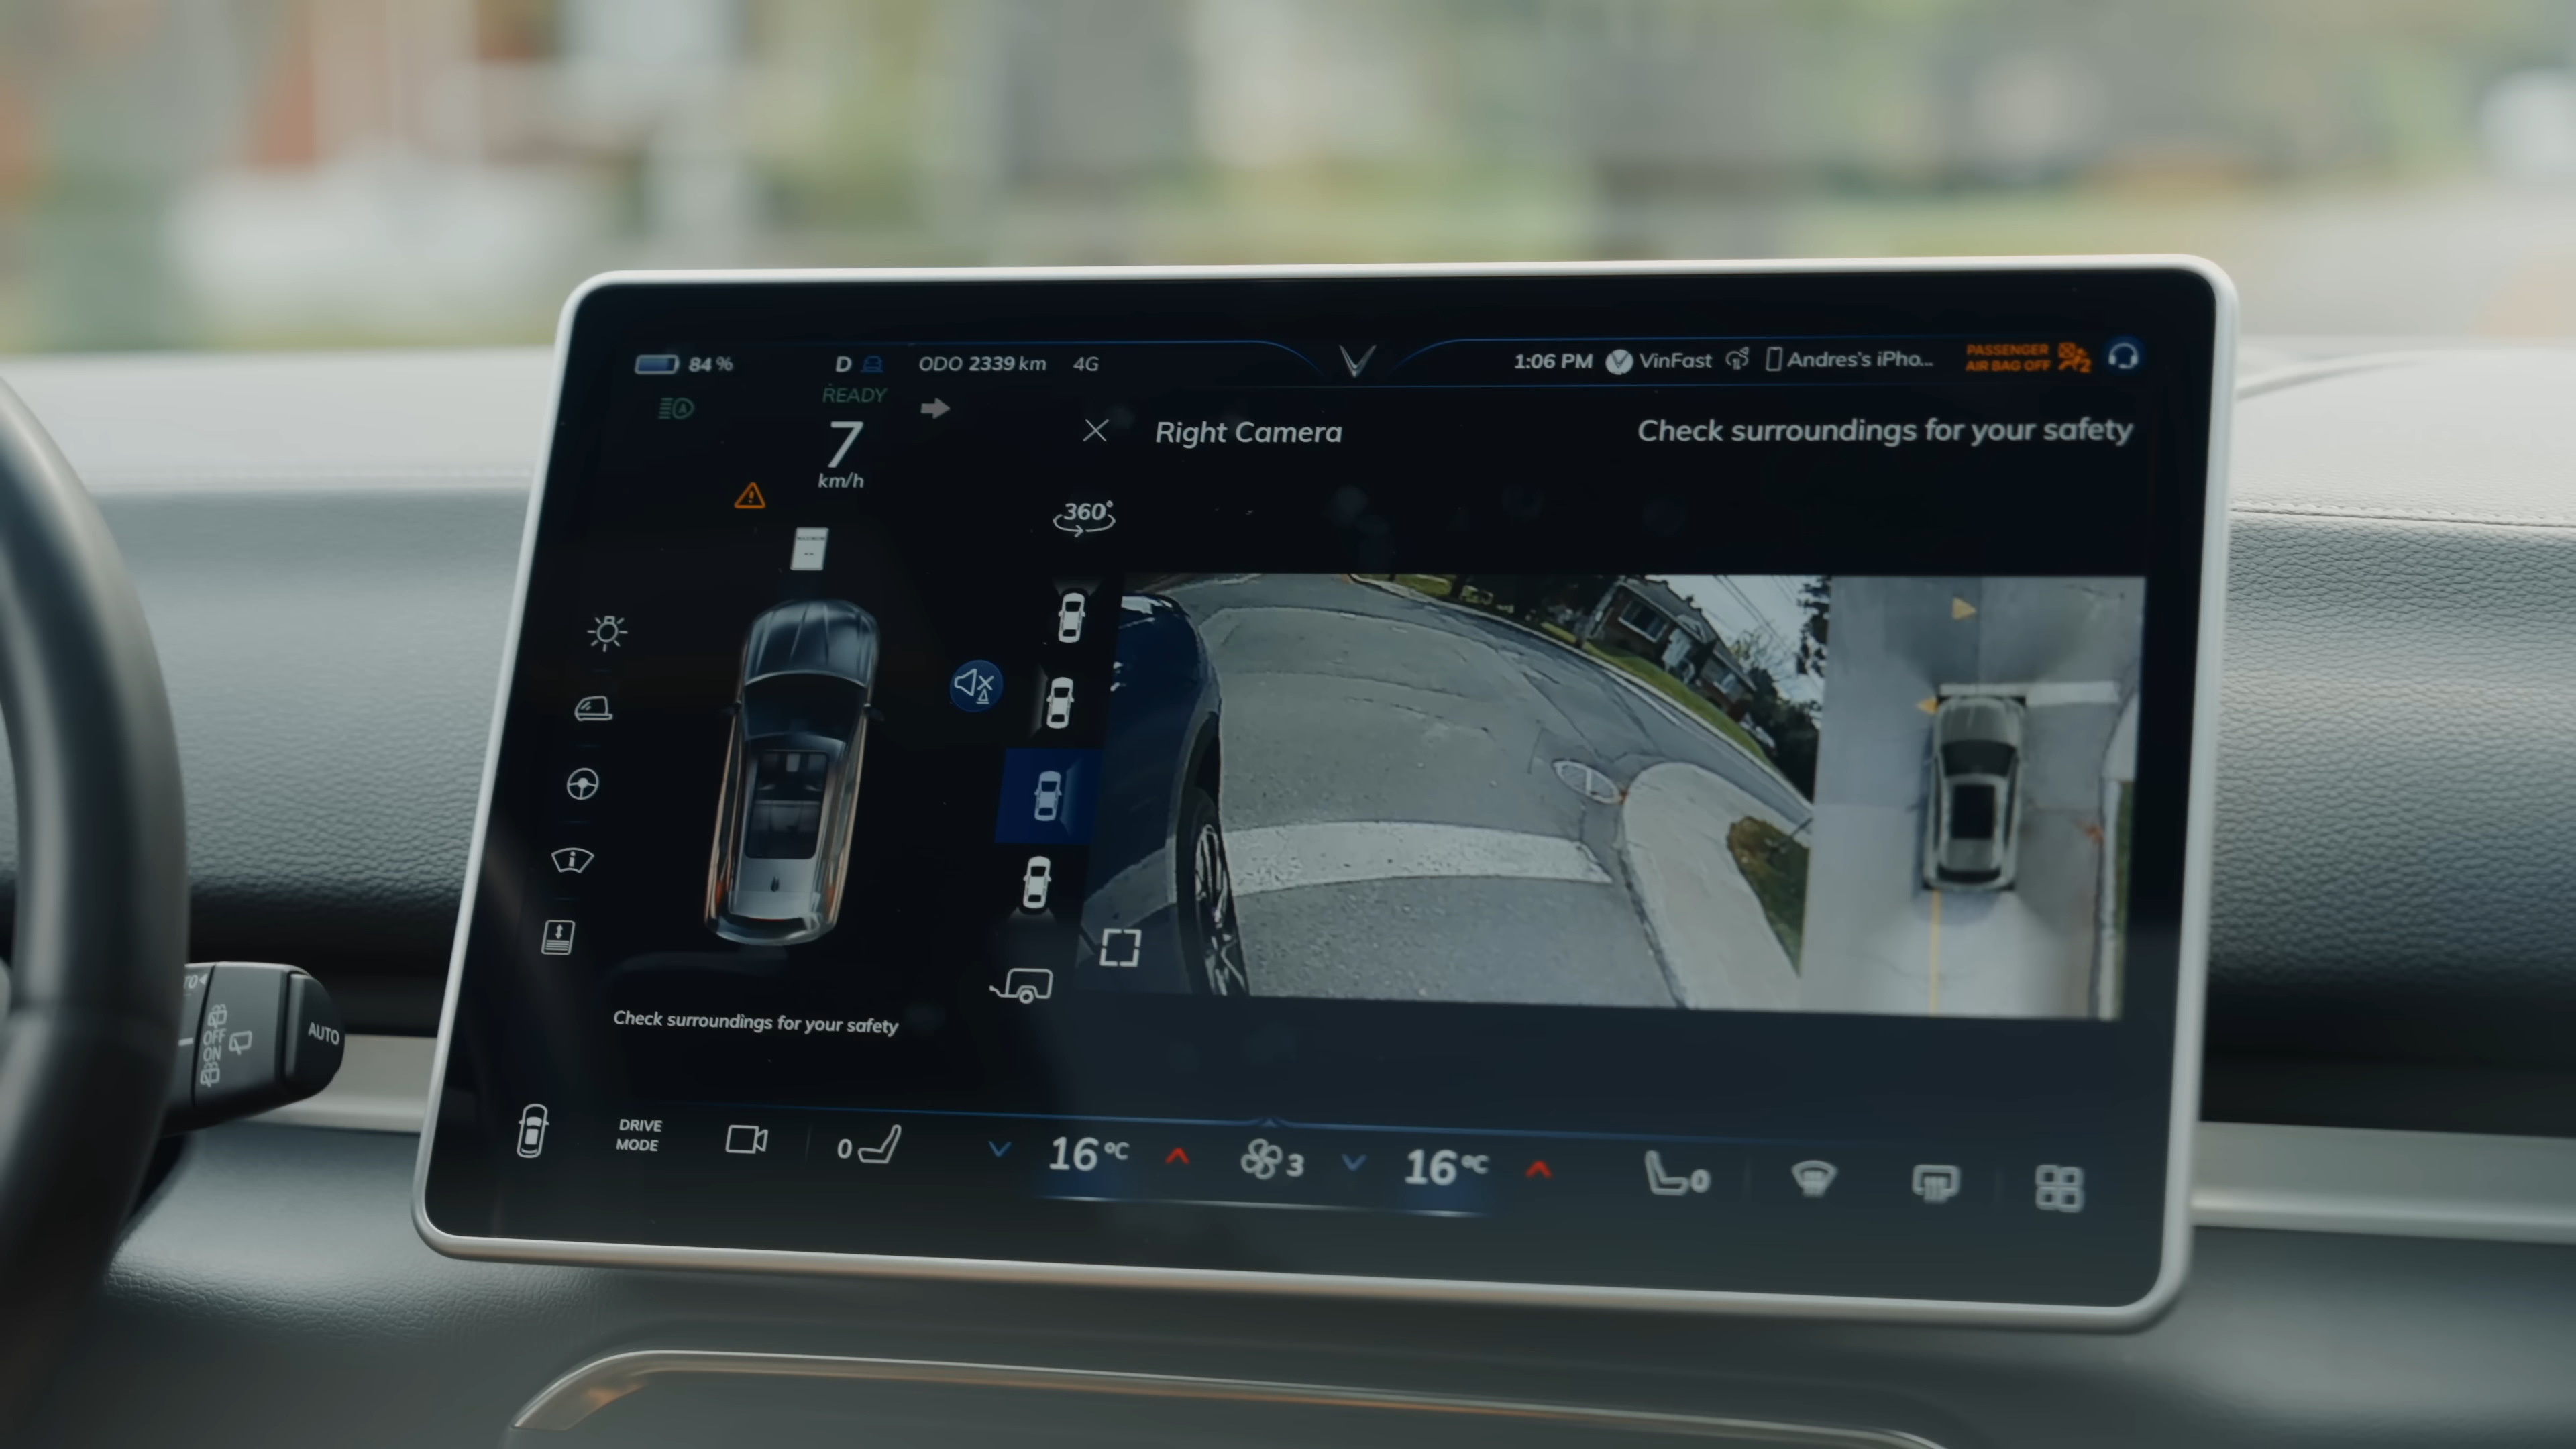 84 %
D
ODO 2339 km
4G
1:06 PM
VinFast
Andres's iPho...
PASSENGER
AIR BAG OFF
2
A
READY
7
km/h
Right Camera
Check surroundings for your safety
360°
Check surroundings for your safety
AUTO
OFF
ON
DRIVE
MODE
0
16 °C
3
16 °C
0